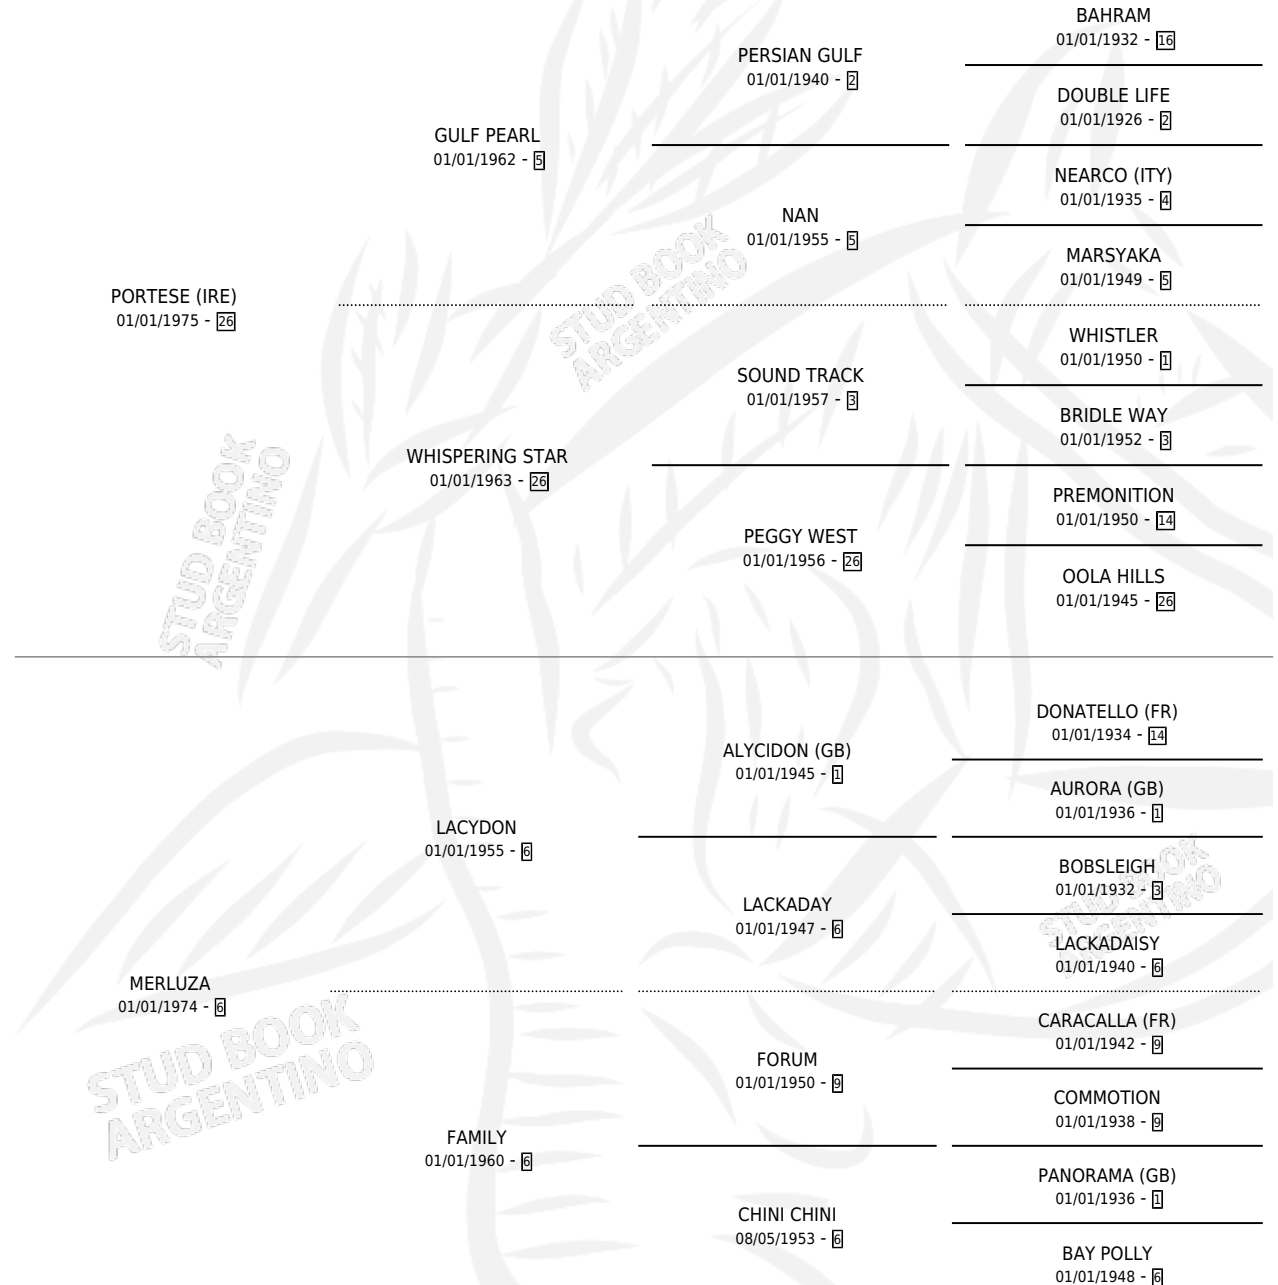 BAHRAM
01/01/1932 - 16
PERSIAN GULF
01/01/1940 - 2
DOUBLE LIFE
01/01/1926 - 2
GULF PEARL
01/01/1962 - 5
NEARCO (ITY)
01/01/1935 - 4
NAN
01/01/1955 - 5
MARSYAKA
01/01/1949 - 5
PORTESE (IRE)
01/01/1975 - 26
WHISTLER
01/01/1950 - 1
SOUND TRACK
01/01/1957 - 3
BRIDLE WAY
01/01/1952 - 3
WHISPERING STAR
01/01/1963 - 26
PREMONITION
01/01/1950 - 14
PEGGY WEST
01/01/1956 - 26
OOLA HILLS
01/01/1945 - 26
DONATELLO (FR)
01/01/1934 - 14
ALYCIDON (GB)
01/01/1945 - 1
AURORA (GB)
01/01/1936 - 1
LACYDON
01/01/1955 - 6
BOBSLEIGH
01/01/1932 - 3
LACKADAY
01/01/1947 - 6
LACKADAISY
01/01/1940 - 6
MERLUZA
01/01/1974 - 6
CARACALLA (FR)
01/01/1942 - 9
FORUM
01/01/1950 - 9
COMMOTION
01/01/1938 - 9
FAMILY
01/01/1960 - 6
PANORAMA (GB)
01/01/1936 - 1
CHINI CHINI
08/05/1953 - 6
BAY POLLY
01/01/1948 - 6
STUD BOOK
ARGENTINO
STUD BOOK
ARGENTINO
STUD BOOK
ARGENTINO
STUD BOOK
ARGENTINO